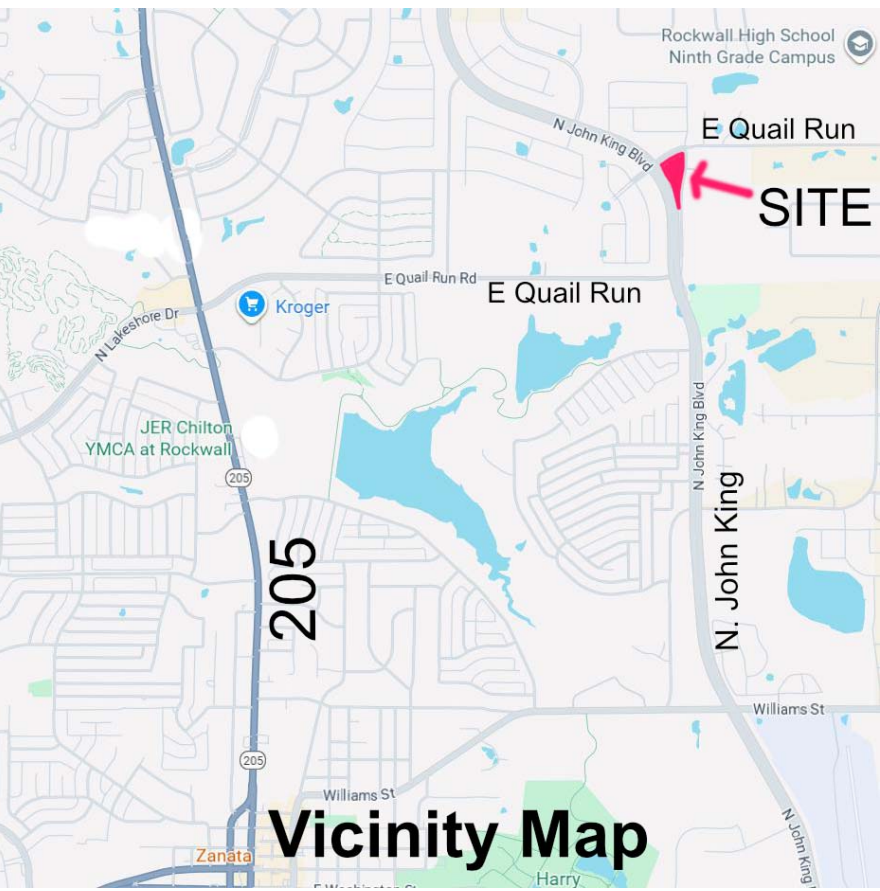 Rockwall High School
Ninth Grade Campus
N John King Blvd
E Quail Run
SITE
E Quail Run Rd
E Quail Run
Kroger
N Lakeshore Dr
JER Chilton
YMCA at Rockwall
205
205
N John King Blvd
N. John King
Williams St
205
Williams St
Vicinity Map
N John King
Zanata
Harry